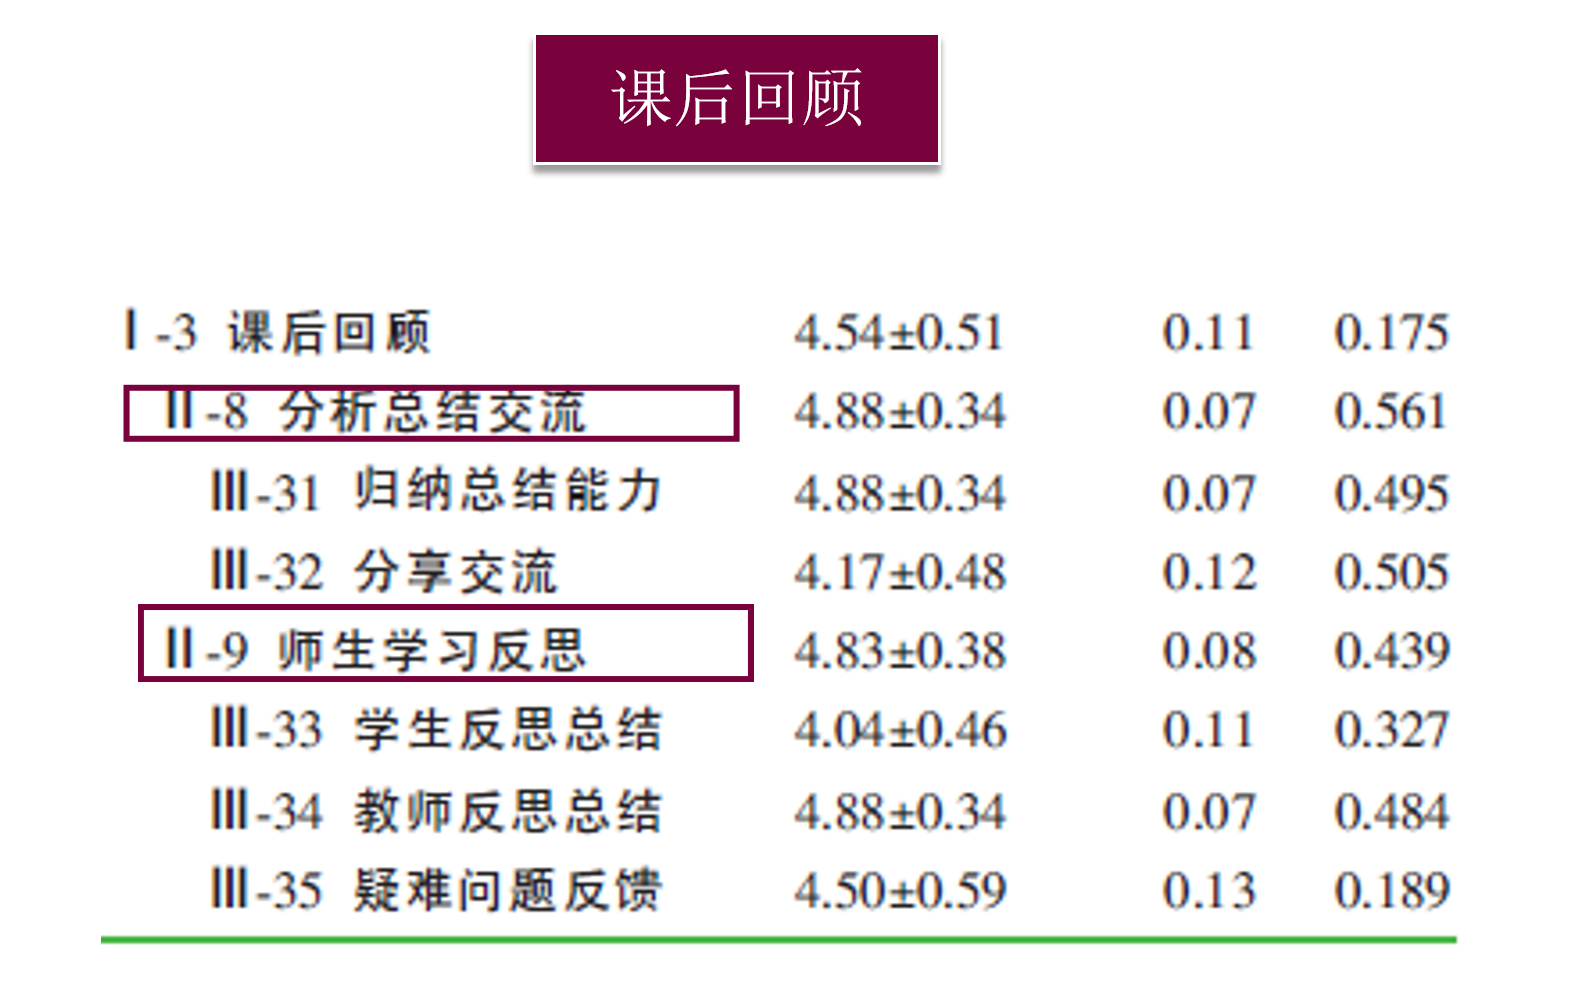 课后回顾
Ⅰ-3 课后回顾 4.54±0.51 0.11 0.175
Ⅱ-8 分析总结交流 4.88±0.34 0.07 0.561
Ⅲ-31 归纳总结能力 4.88±0.34 0.07 0.495
Ⅲ-32 分享交流 4.17±0.48 0.12 0.505
Ⅱ-9 师生学习反思 4.83±0.38 0.08 0.439
Ⅲ-33 学生反思总结 4.04±0.46 0.11 0.327
Ⅲ-34 教师反思总结 4.88±0.34 0.07 0.484
Ⅲ-35 疑难问题反馈 4.50±0.59 0.13 0.189